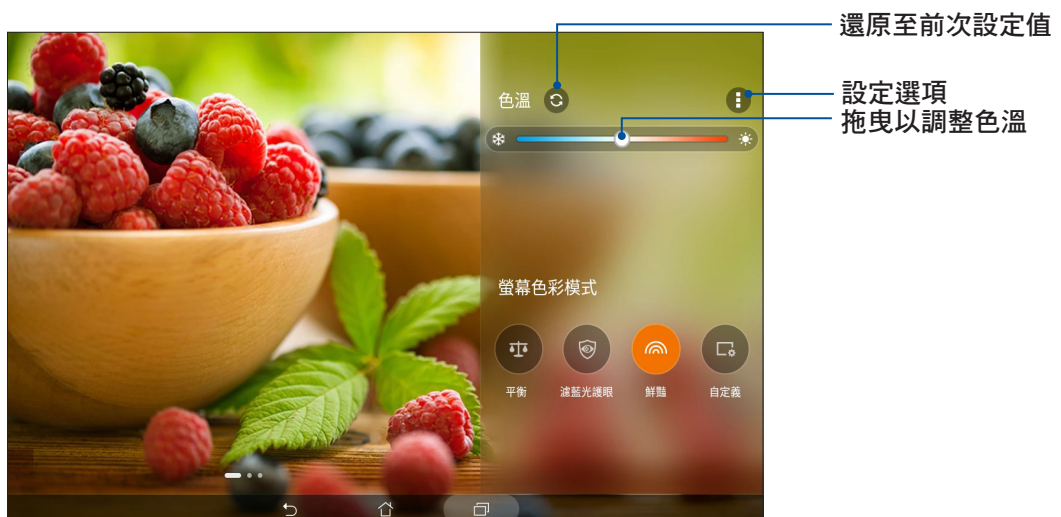 還原至前次設定值
色溫
設定選項
拖曳以調整色溫
螢幕色彩模式
平衡
濾藍光護眼
鮮豔
自定義